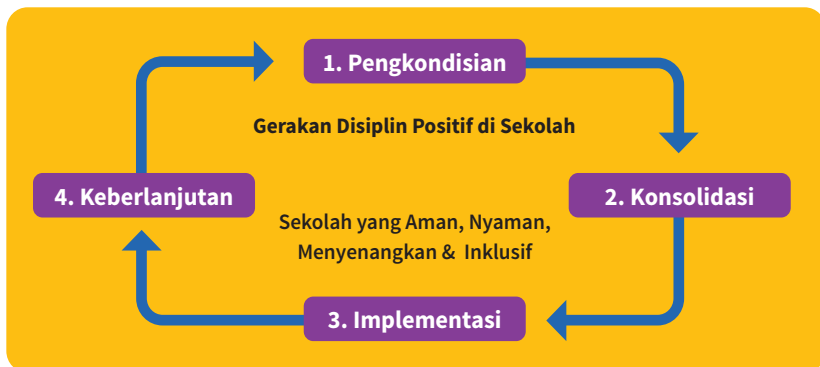 1. Pengkondisian
Gerakan Disiplin Positif di Sekolah
4. Keberlanjutan
2. Konsolidasi
Sekolah yang Aman, Nyaman,
Menyenangkan & Inklusif
3. Implementasi